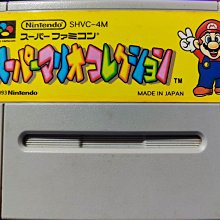 Nintendo SHVC-4M
スーパーファミコン
スーパーマリオコレクション
TM
©1993 Nintendo
MADE IN JAPAN